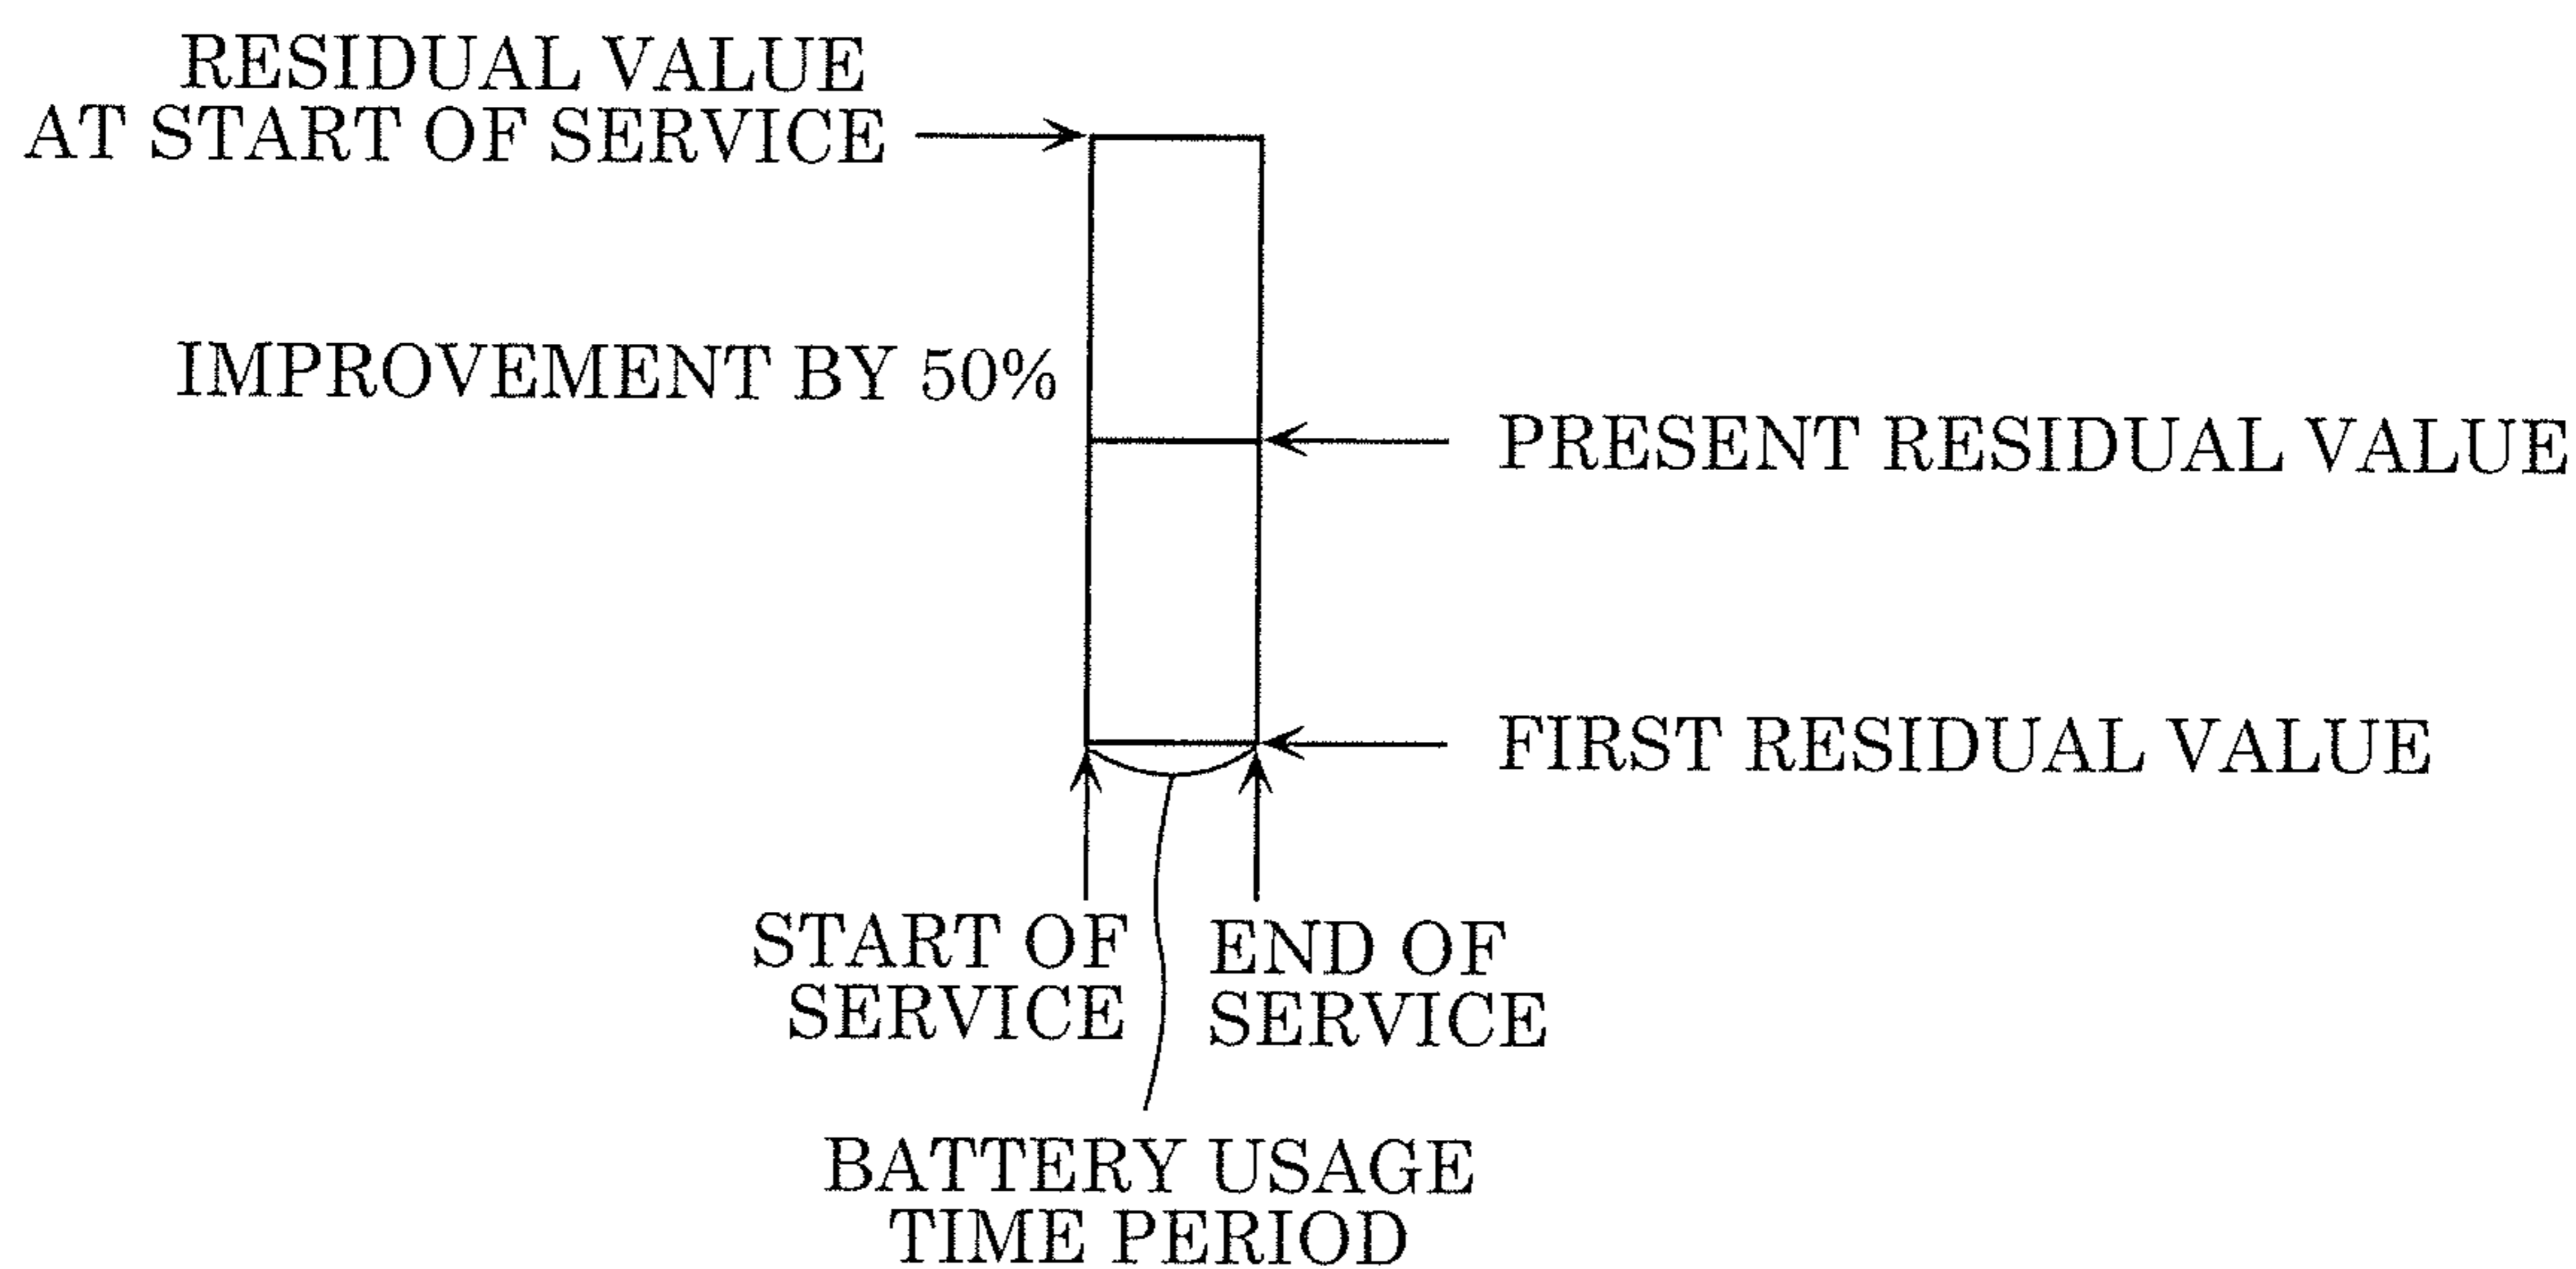 RESIDUAL VALUE
AT START OF SERVICE
IMPROVEMENT BY 50%
PRESENT RESIDUAL VALUE
FIRST RESIDUAL VALUE
START OF
SERVICE
END OF
SERVICE
BATTERY USAGE
TIME PERIOD